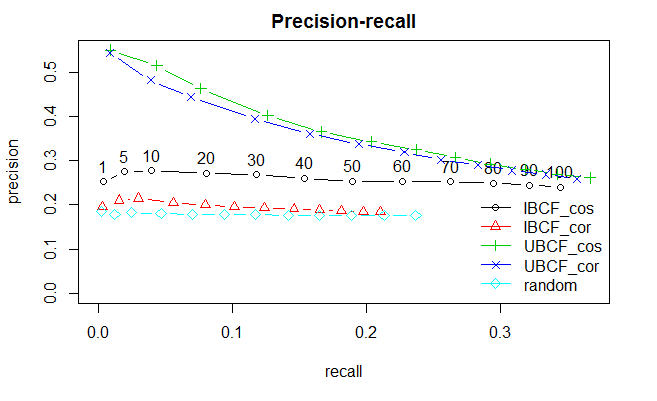 Precision-recall
precision
0.5
0.4
0.3
0.2
0.1
0.0
1 5 10 20 30 40 50 60 70 80 90 100
IBCF_cos
IBCF_cor
UBCF_cos
UBCF_cor
random
0.0 0.1 0.2 0.3
recall